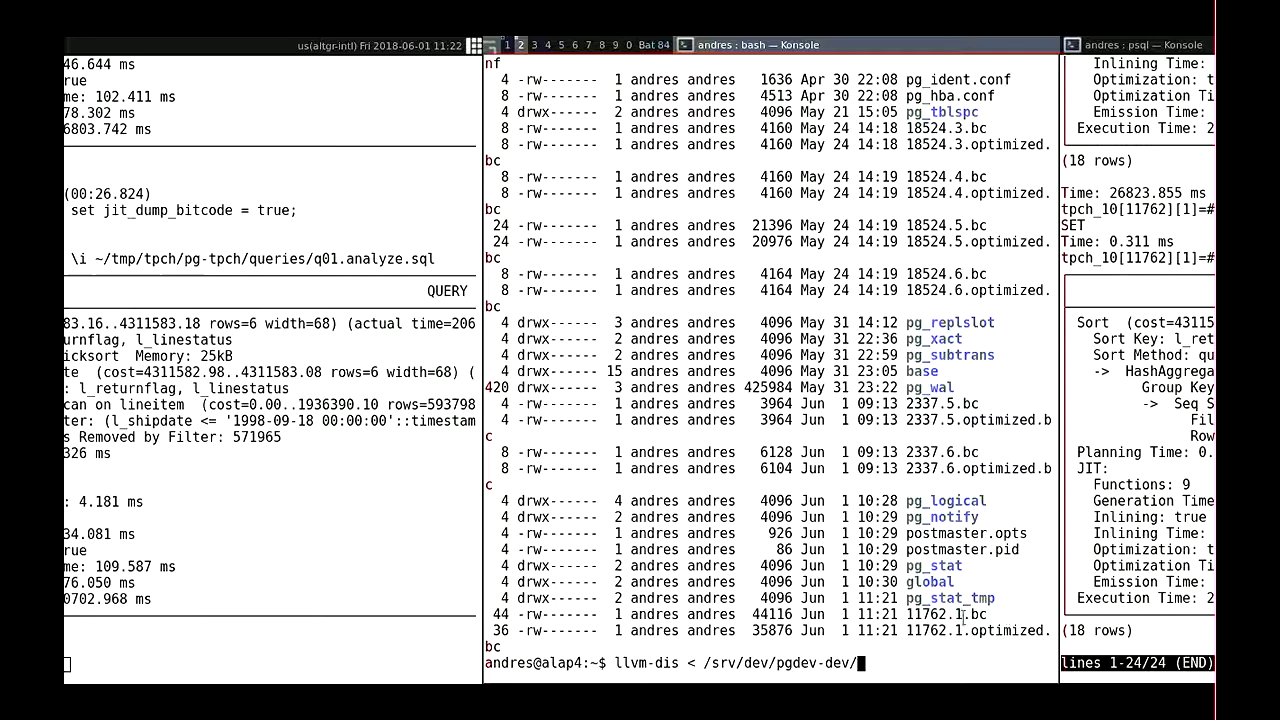 us(altgr-intl) Fri 2018-06-01 11:22
1 2 3 4 5 6 7 8 9 0 Bat 84
andres : bash — Konsole
andres : psql — Konsole
46.644 ms
rue
me: 102.411 ms
78.302 ms
6803.742 ms
(00:26.824)
set jit_dump_bitcode = true;
\i ~/tmp/tpch/pg-tpch/queries/q01.analyze.sql
QUERY
83.16..4311583.18 rows=6 width=68) (actual time=206
urnflag, l_linestatus
icksort  Memory: 25kB
te  (cost=4311582.98..4311583.08 rows=6 width=68) (
: l_returnflag, l_linestatus
can on lineitem  (cost=0.00..1936390.10 rows=593798
ter: (l_shipdate <= '1998-09-18 00:00:00'::timestam
s Removed by Filter: 571965
326 ms
: 4.181 ms
34.081 ms
rue
me: 109.587 ms
76.050 ms
0702.968 ms
nf
4 -rw-------  1 andres andres   1636 Apr 30 22:08 pg_ident.conf
8 -rw-------  1 andres andres   4513 Apr 30 22:08 pg_hba.conf
4 drwx------  2 andres andres   4096 May 21 15:05 pg_tblspc
8 -rw-------  1 andres andres   4160 May 24 14:18 18524.3.bc
8 -rw-------  1 andres andres   4160 May 24 14:18 18524.3.optimized.
bc
8 -rw-------  1 andres andres   4160 May 24 14:19 18524.4.bc
8 -rw-------  1 andres andres   4160 May 24 14:19 18524.4.optimized.
bc
24 -rw-------  1 andres andres  21396 May 24 14:19 18524.5.bc
24 -rw-------  1 andres andres  20976 May 24 14:19 18524.5.optimized.
bc
8 -rw-------  1 andres andres   4164 May 24 14:19 18524.6.bc
8 -rw-------  1 andres andres   4164 May 24 14:19 18524.6.optimized.
bc
4 drwx------  3 andres andres   4096 May 31 14:12 pg_replslot
4 drwx------  2 andres andres   4096 May 31 22:36 pg_xact
4 drwx------  2 andres andres   4096 May 31 22:59 pg_subtrans
4 drwx------ 15 andres andres   4096 May 31 23:05 base
420 drwx------  3 andres andres 425984 May 31 23:22 pg_wal
4 -rw-------  1 andres andres   3964 Jun  1 09:13 2337.5.bc
4 -rw-------  1 andres andres   3964 Jun  1 09:13 2337.5.optimized.b
c
8 -rw-------  1 andres andres   6128 Jun  1 09:13 2337.6.bc
8 -rw-------  1 andres andres   6104 Jun  1 09:13 2337.6.optimized.b
c
4 drwx------  4 andres andres   4096 Jun  1 10:28 pg_logical
4 drwx------  2 andres andres   4096 Jun  1 10:29 pg_notify
4 -rw-------  1 andres andres    926 Jun  1 10:29 postmaster.opts
4 -rw-------  1 andres andres     86 Jun  1 10:29 postmaster.pid
4 drwx------  2 andres andres   4096 Jun  1 10:29 pg_stat
4 drwx------  2 andres andres   4096 Jun  1 10:30 global
4 drwx------  2 andres andres   4096 Jun  1 11:21 pg_stat_tmp
44 -rw-------  1 andres andres  44116 Jun  1 11:21 11762.1.bc
36 -rw-------  1 andres andres  35876 Jun  1 11:21 11762.1.optimized.
bc
andres@alap4:~$ llvm-dis < /srv/dev/pgdev-dev/
Inlining Time:
Optimization: t
Optimization Ti
Emission Time:
Execution Time: 2
(18 rows)
Time: 26823.855 ms
tpch_10[11762][1]=#
SET
Time: 0.311 ms
tpch_10[11762][1]=#
Sort  (cost=43115
Sort Key: l_ret
Sort Method: qu
->  HashAggrega
Group Key
->  Seq S
Fil
Row
Planning Time: 0.
JIT:
Functions: 9
Generation Time
Inlining: true
Inlining Time:
Optimization: t
Optimization Ti
Emission Time:
Execution Time: 2
(18 rows)
lines 1-24/24 (END)